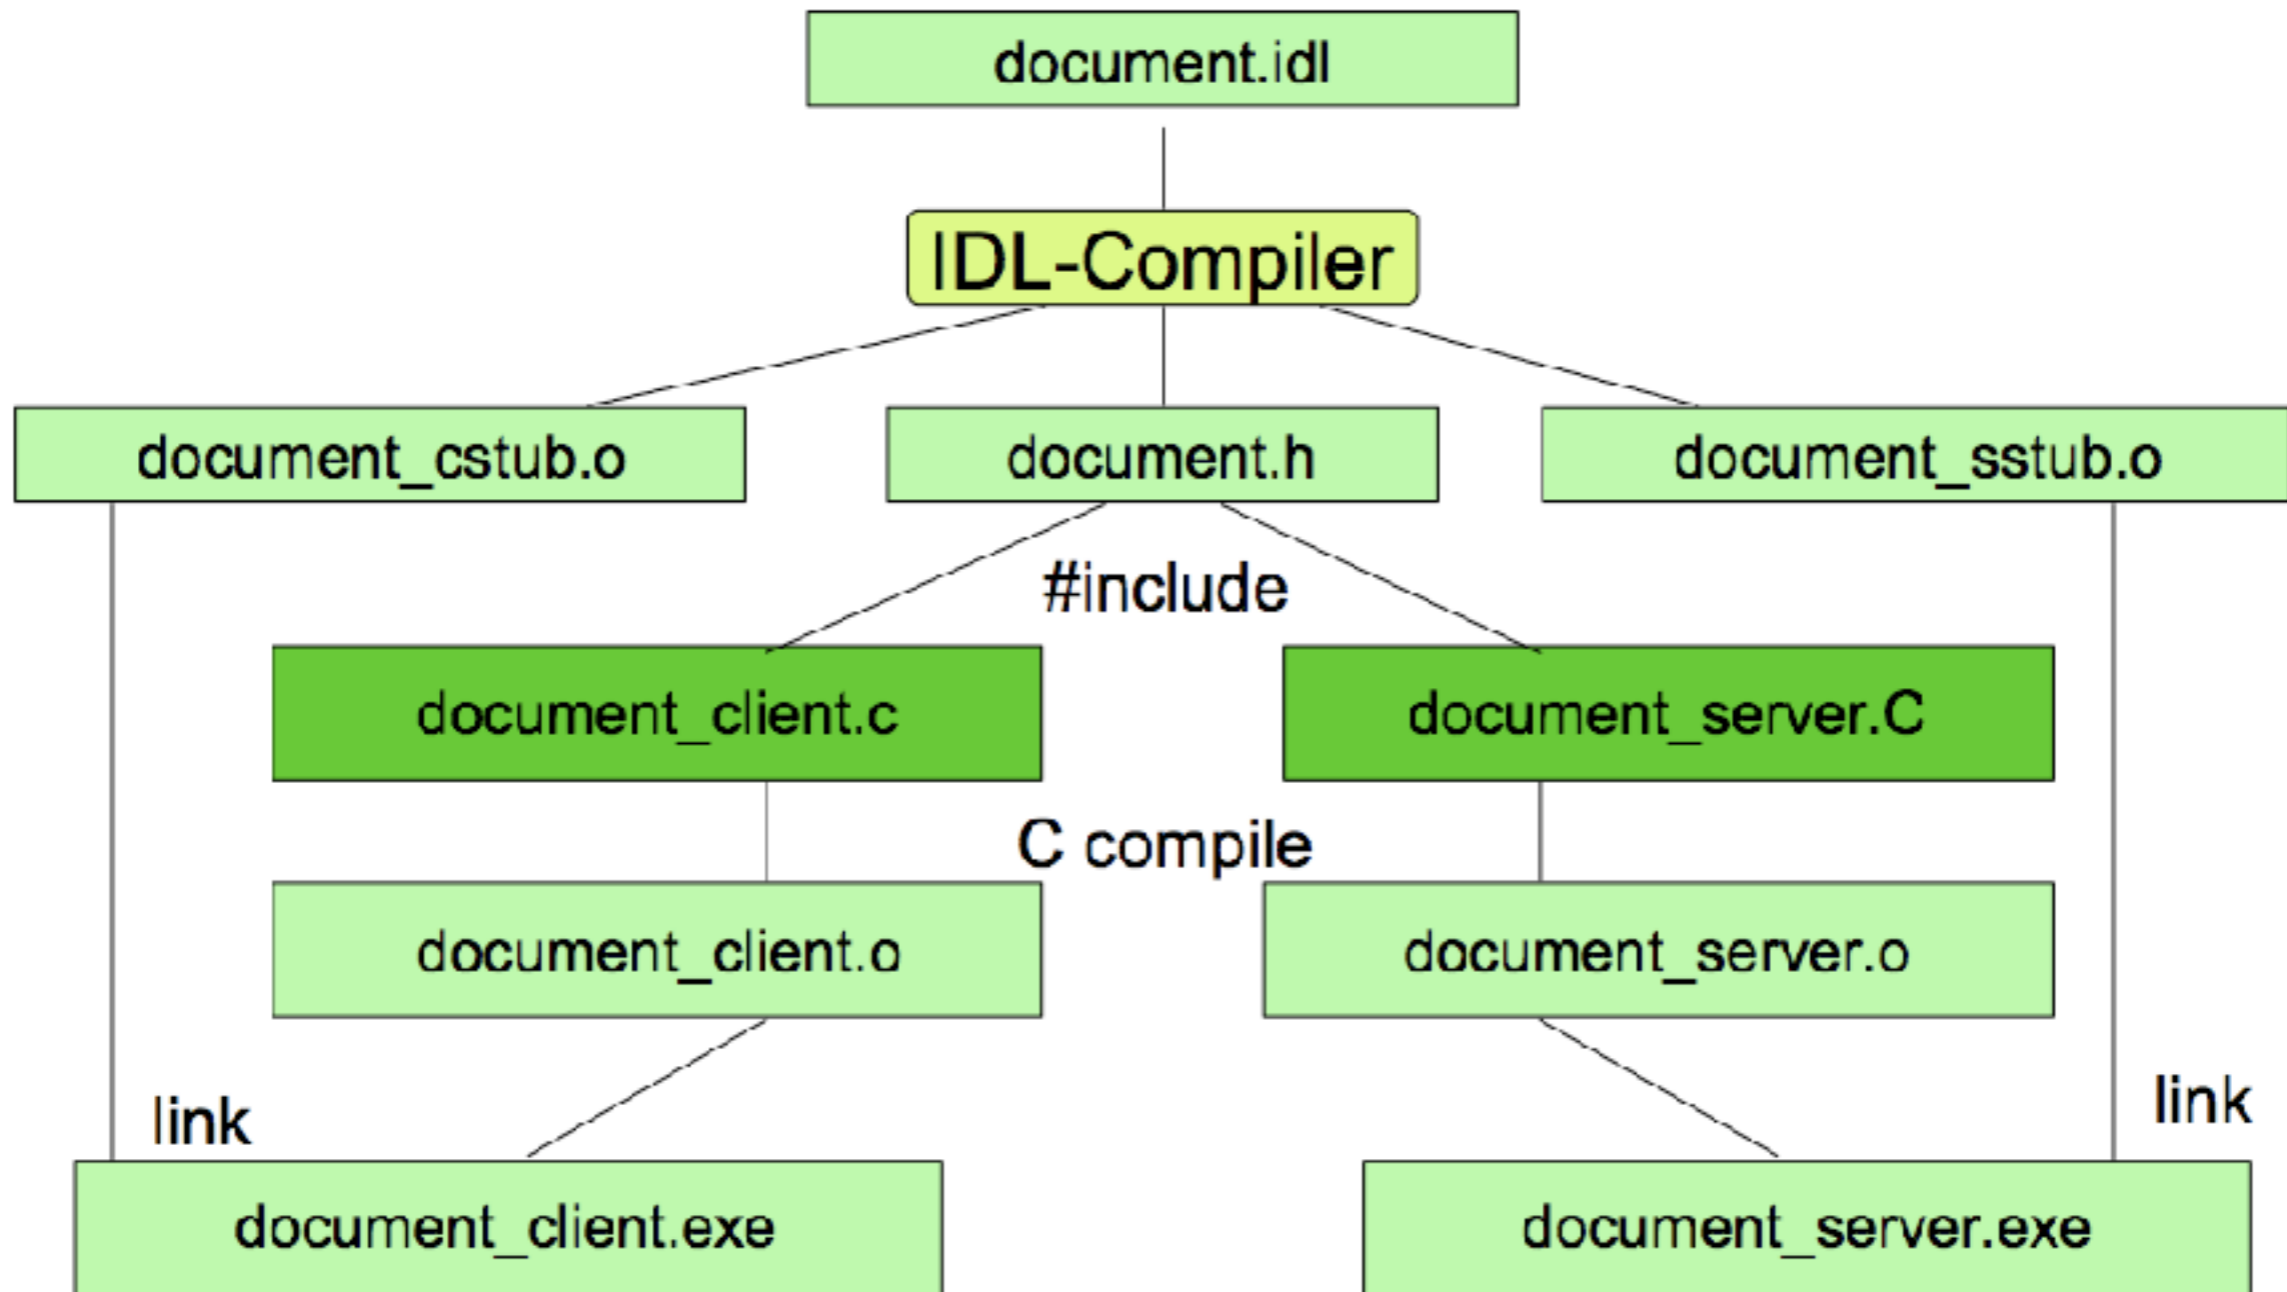 document.idl
IDL-Compiler
document_cstub.o
document.h
document_sstub.o
#include
document_client.c
document_server.C
C compile
document_client.o
document_server.o
link
link
document_client.exe
document_server.exe